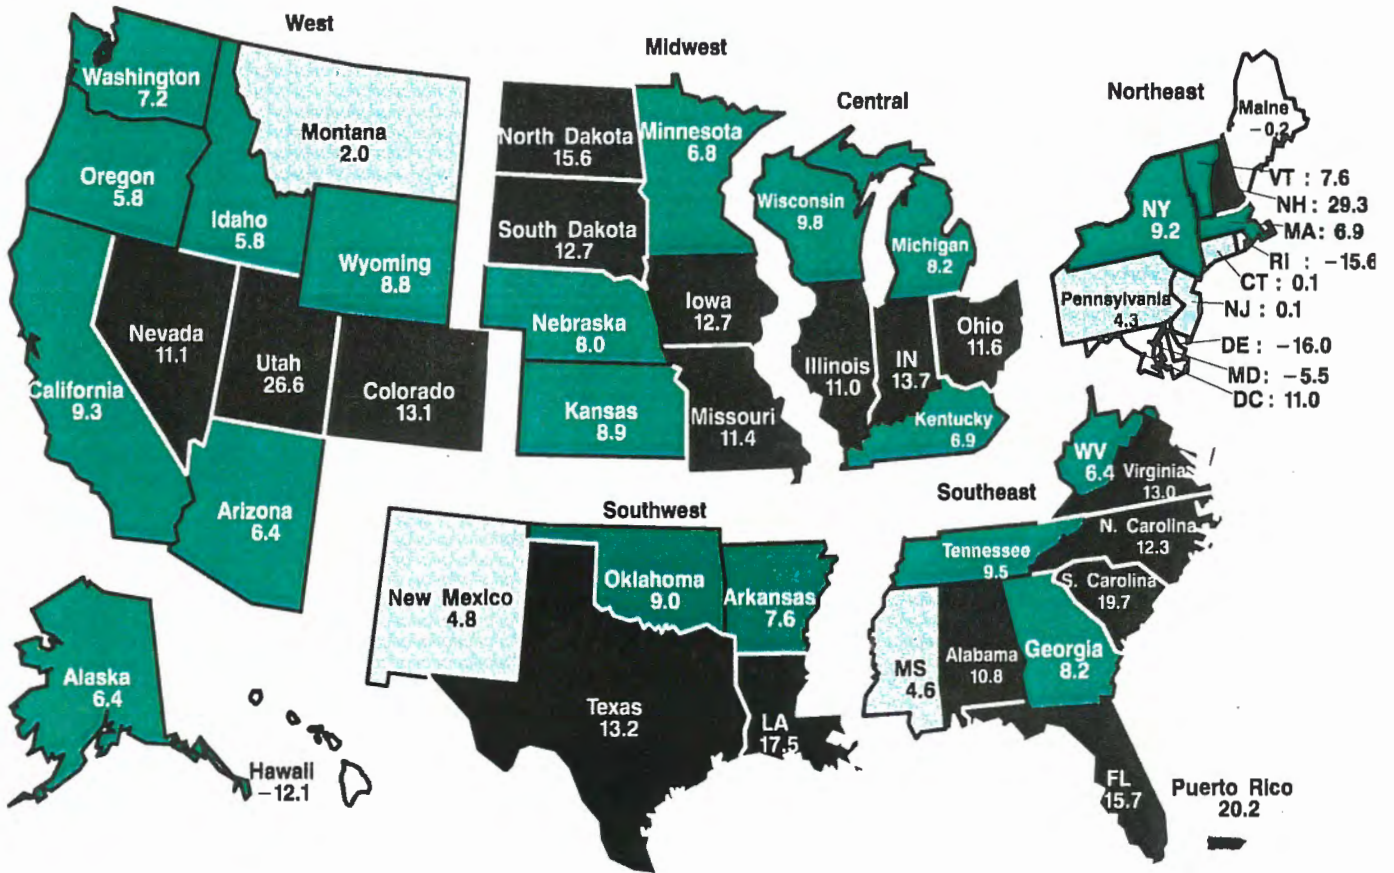 West
Washington
7.2
Montana
2.0
Oregon
5.8
Idaho
5.8
Wyoming
8.8
Nevada
11.1
Utah
26.6
Colorado
13.1
California
9.3
Arizona
6.4
Alaska
6.4
Hawaii
−12.1
Midwest
North Dakota
15.6
Minnesota
6.8
South Dakota
12.7
Nebraska
8.0
Iowa
12.7
Kansas
8.9
Missouri
11.4
Central
Wisconsin
9.8
Michigan
8.2
Illinois
11.0
IN
13.7
Ohio
11.6
Kentucky
6.9
Northeast
Maine
−0.2
NY
9.2
VT : 7.6
NH: 29.3
MA: 6.9
RI : −15.6
CT: 0.1
Pennsylvania
4.3
NJ: 0.1
DE: −16.0
MD: −5.5
DC: 11.0
Southwest
New Mexico
4.8
Oklahoma
9.0
Arkansas
7.6
Texas
13.2
LA
17.5
Southeast
WV
6.4
Virginia
13.0
N. Carolina
12.3
Tennessee
9.5
S. Carolina
19.7
MS
4.6
Alabama
10.8
Georgia
8.2
FL
15.7
Puerto Rico
20.2